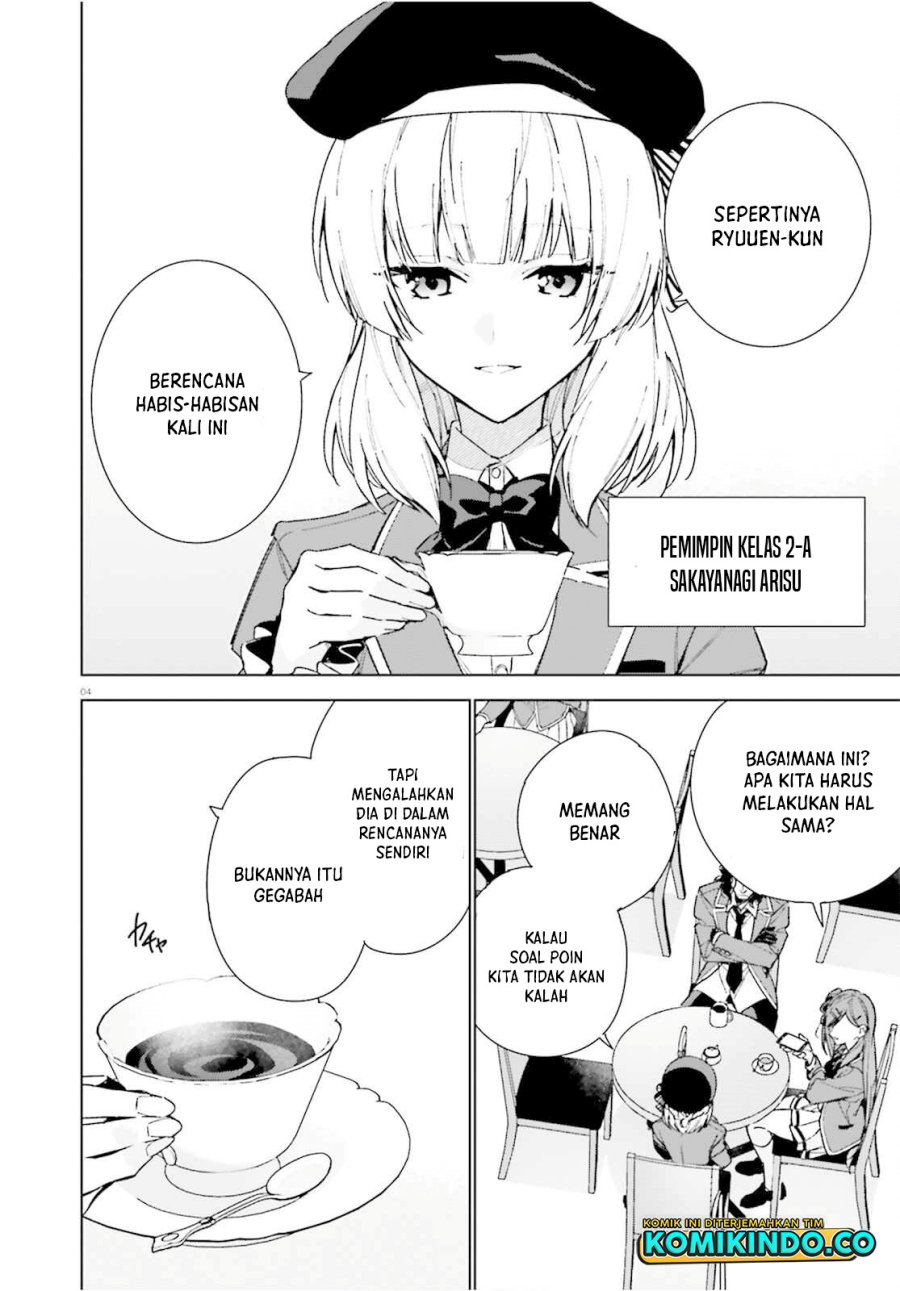 SEPERTINYA
RYUUEN-KUN
BERENCANA
HABIS-HABISAN
KALI INI
PEMIMPIN KELAS 2-A
SAKAYANAGI ARISU
04
BAGAIMANA INI?
APA KITA HARUS
MELAKUKAN HAL
SAMA?
MEMANG
BENAR
KALAU
SOAL POIN
KITA TIDAK AKAN
KALAH
TAPI
MENGALAHKAN
DIA DI DALAM
RENCANANYA
SENDIRI
BUKANNYA ITU
GEGABAH
カチャ
KOMIK INI DITERJEMAHKAN TIM
KOMIKINDO.CO